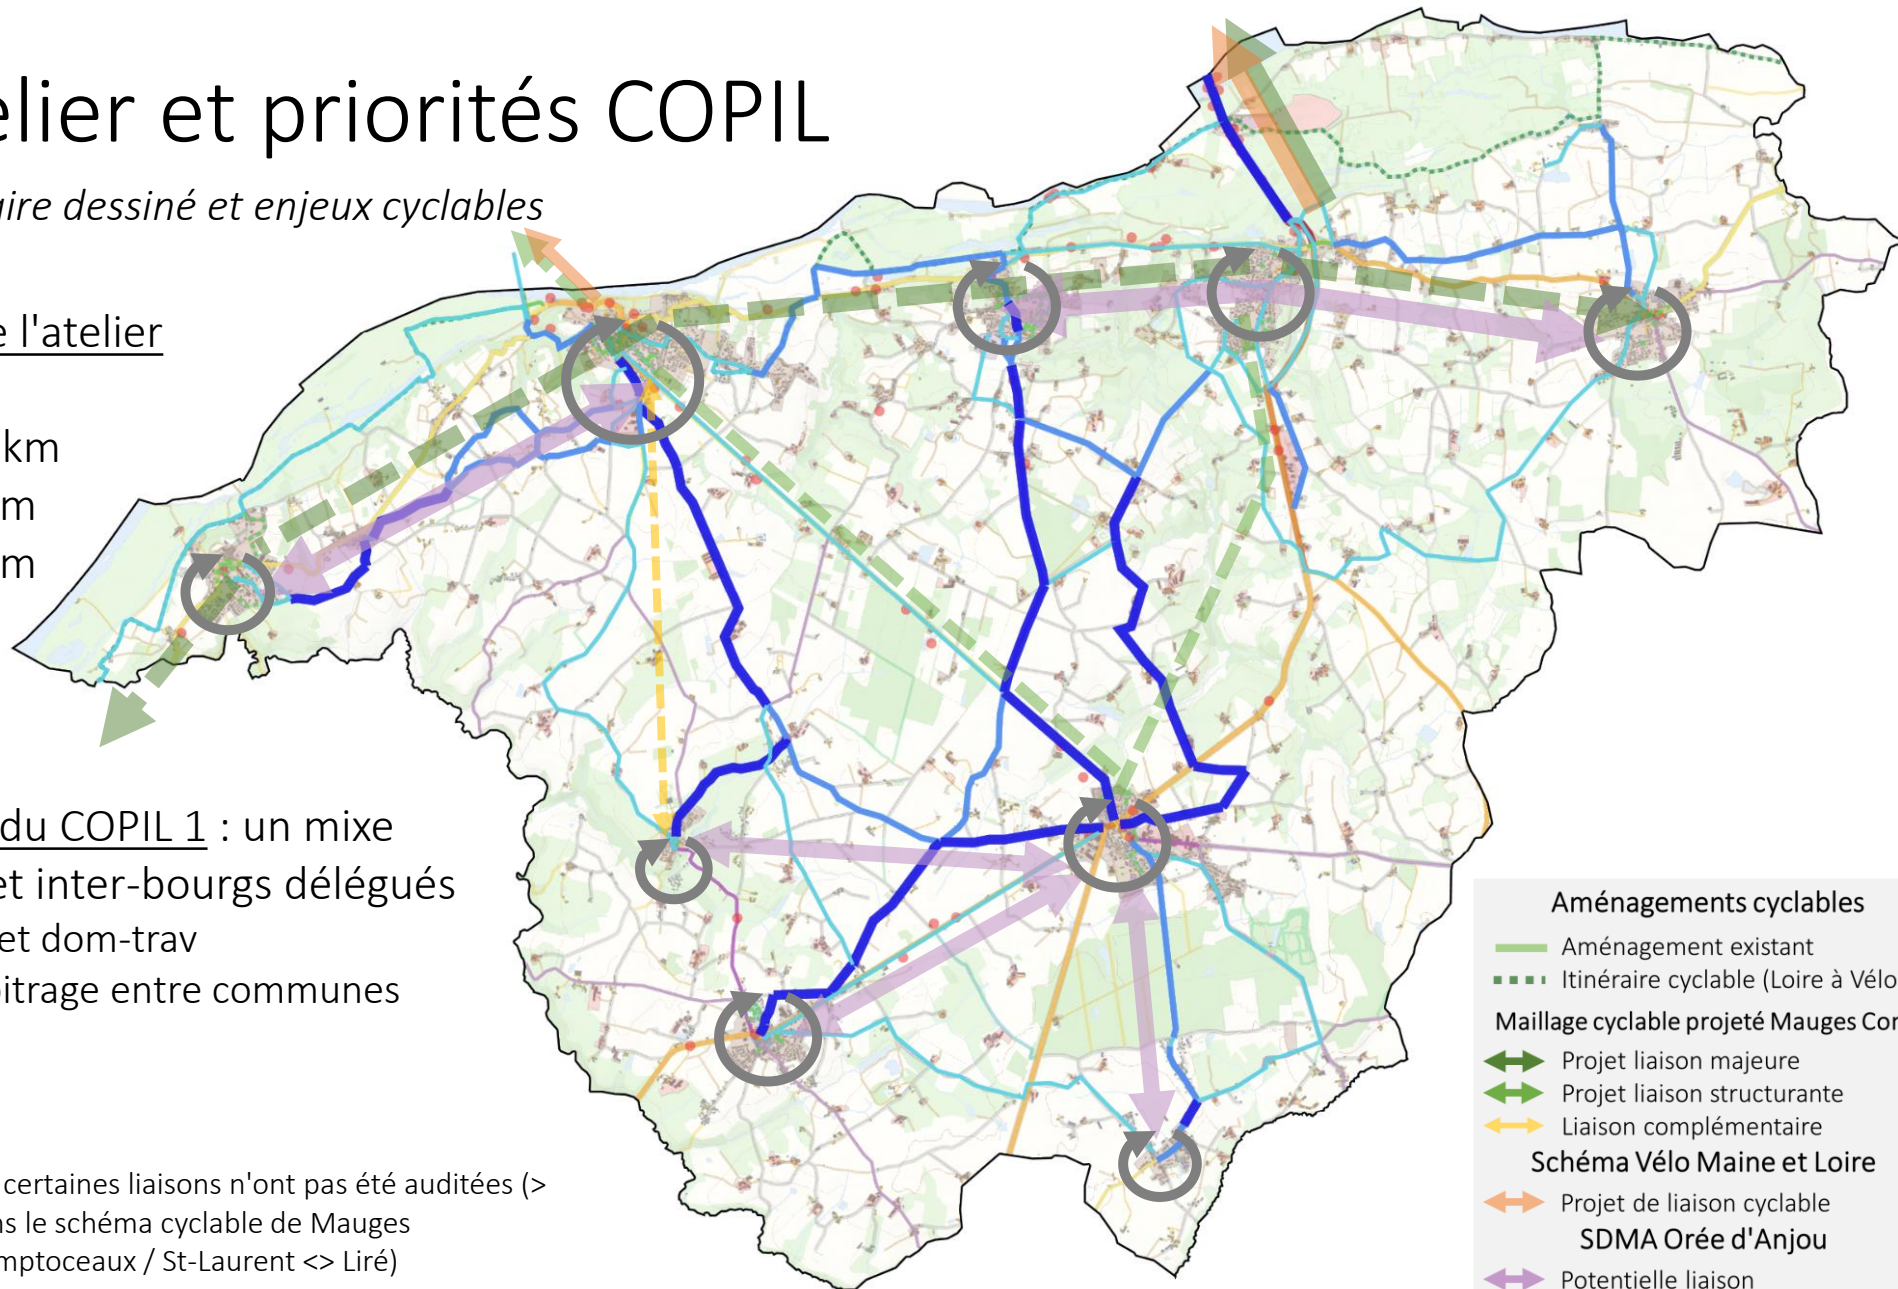 elier et priorités COPIL
aire dessiné et enjeux cyclables
e l'atelier
km
m
m
du COPIL 1 : un mixe
et inter-bourgs délégués
et dom-trav
bitrage entre communes
certaines liaisons n'ont pas été auditées (>
ns le schéma cyclable de Mauges
mptoceaux / St-Laurent <> Liré)
Aménagements cyclables
Aménagement existant
Itinéraire cyclable (Loire à Vélo
Maillage cyclable projeté Mauges Cor
Projet liaison majeure
Projet liaison structurante
Liaison complémentaire
Schéma Vélo Maine et Loire
Projet de liaison cyclable
SDMA Orée d'Anjou
Potentielle liaison